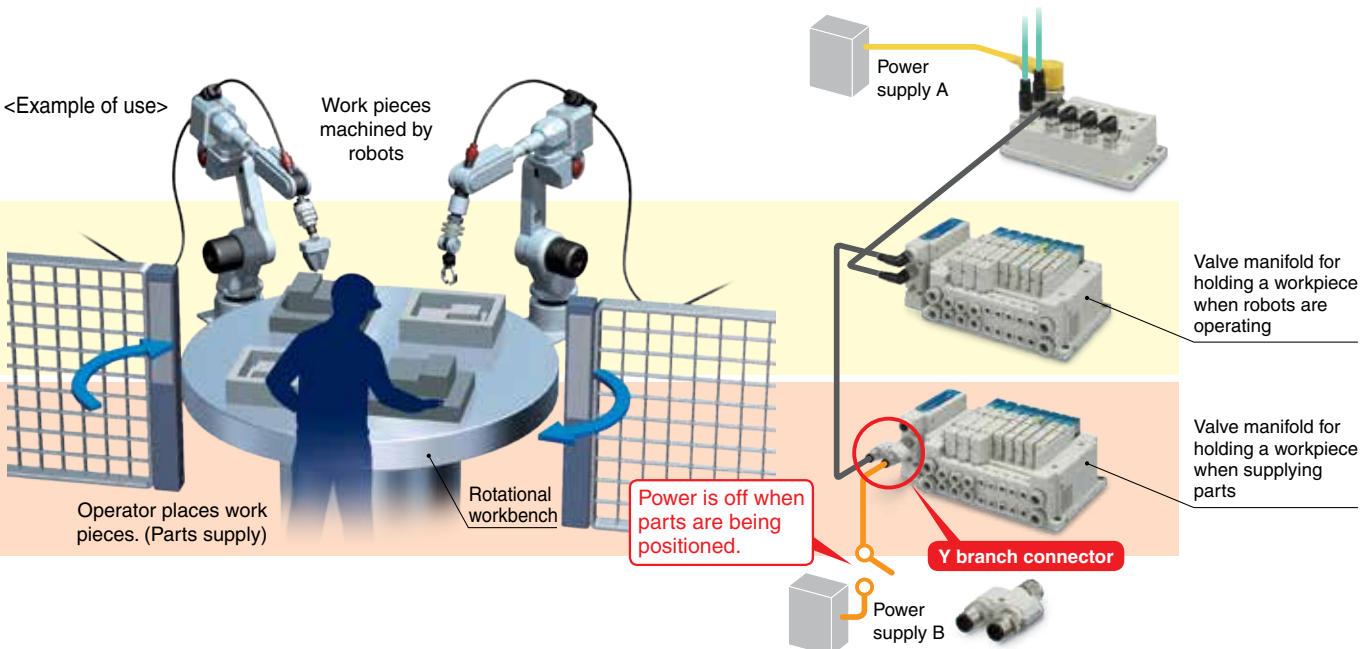 <Example of use>
Work pieces
machined by
robots
Power
supply A
Valve manifold for
holding a workpiece
when robots are
operating
Valve manifold for
holding a workpiece
when supplying
parts
Operator places work
pieces. (Parts supply)
Rotational
workbench
Power is off when
parts are being
positioned.
Y branch connector
Power
supply B